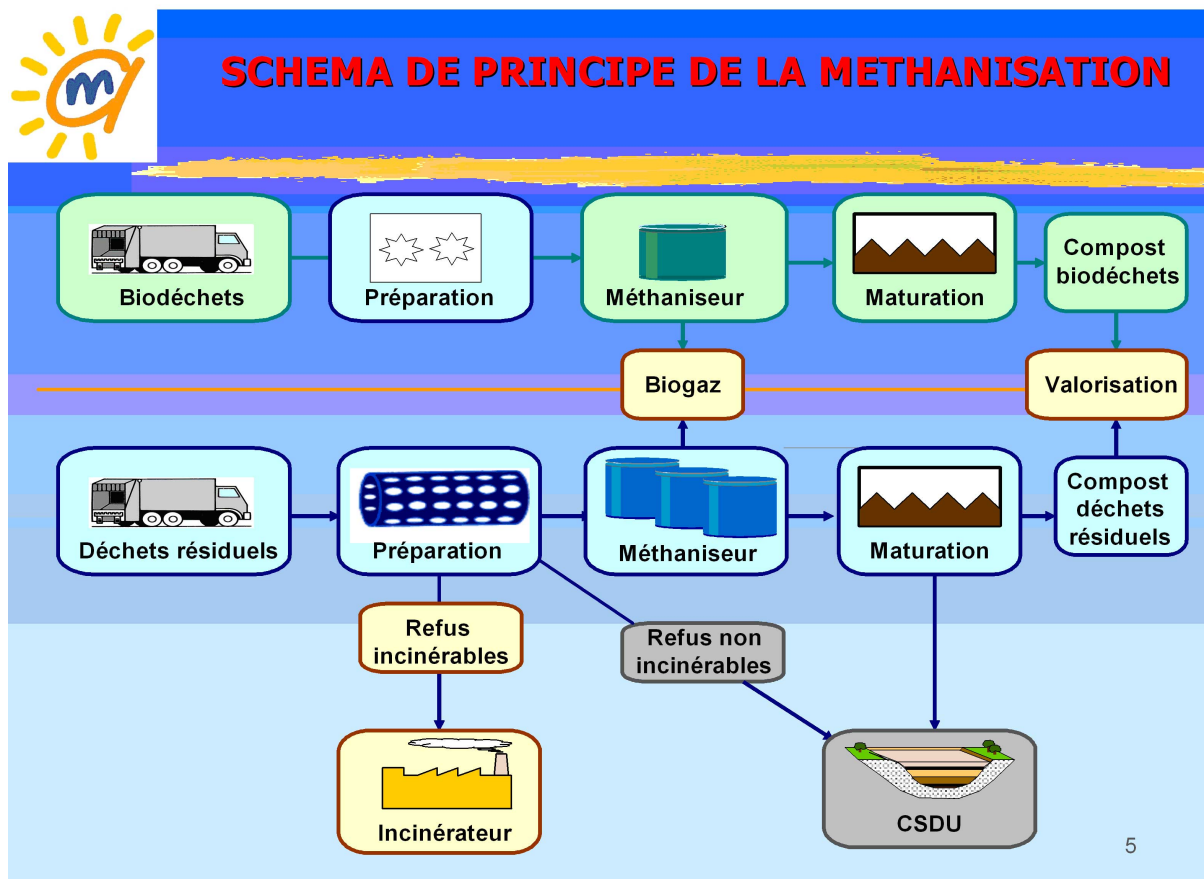 m
SCHEMA DE PRINCIPE DE LA METHANISATION
Biodéchets
Préparation
Méthaniseur
Maturation
Compost
biodéchets
Biogaz
Valorisation
Déchets résiduels
Préparation
Méthaniseur
Maturation
Compost
déchets
résiduels
Refus
incinérables
Refus non
incinérables
Incinérateur
CSDU
5